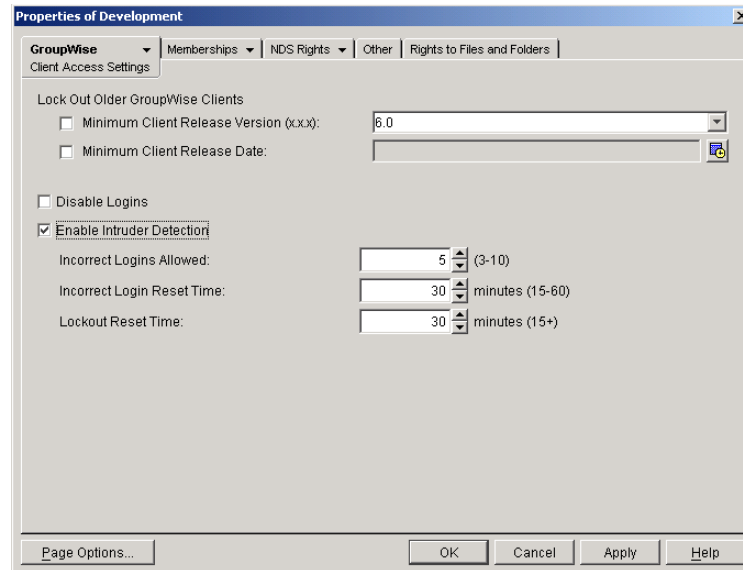 Properties of Development
GroupWise Memberships NDS Rights Other Rights to Files and Folders
Client Access Settings
Lock Out Older GroupWise Clients
Minimum Client Release Version (x.x.x): 6.0
Minimum Client Release Date:
Disable Logins
Enable Intruder Detection
Incorrect Logins Allowed: 5 (3-10)
Incorrect Login Reset Time: 30 minutes (15-60)
Lockout Reset Time: 30 minutes (15+)
Page Options... OK Cancel Apply Help